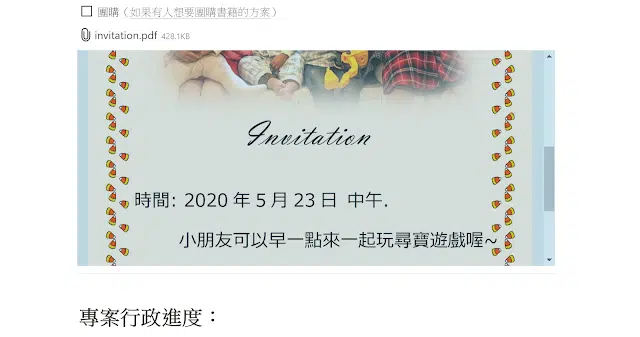 團購（如果有人想要團購書籍的方案）
invitation.pdf 428.1KB
Invitation
時間: 2020 年 5 月 23 日 中午.
小朋友可以早一點來一起玩尋寶遊戲喔~
專案行政進度：